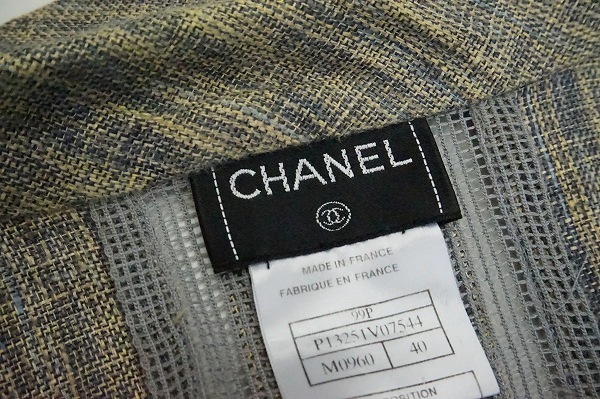 CHANEL
MADE IN FRANCE
FABRIQUE EN FRANCE
99P
P13251V07544
M0960 40